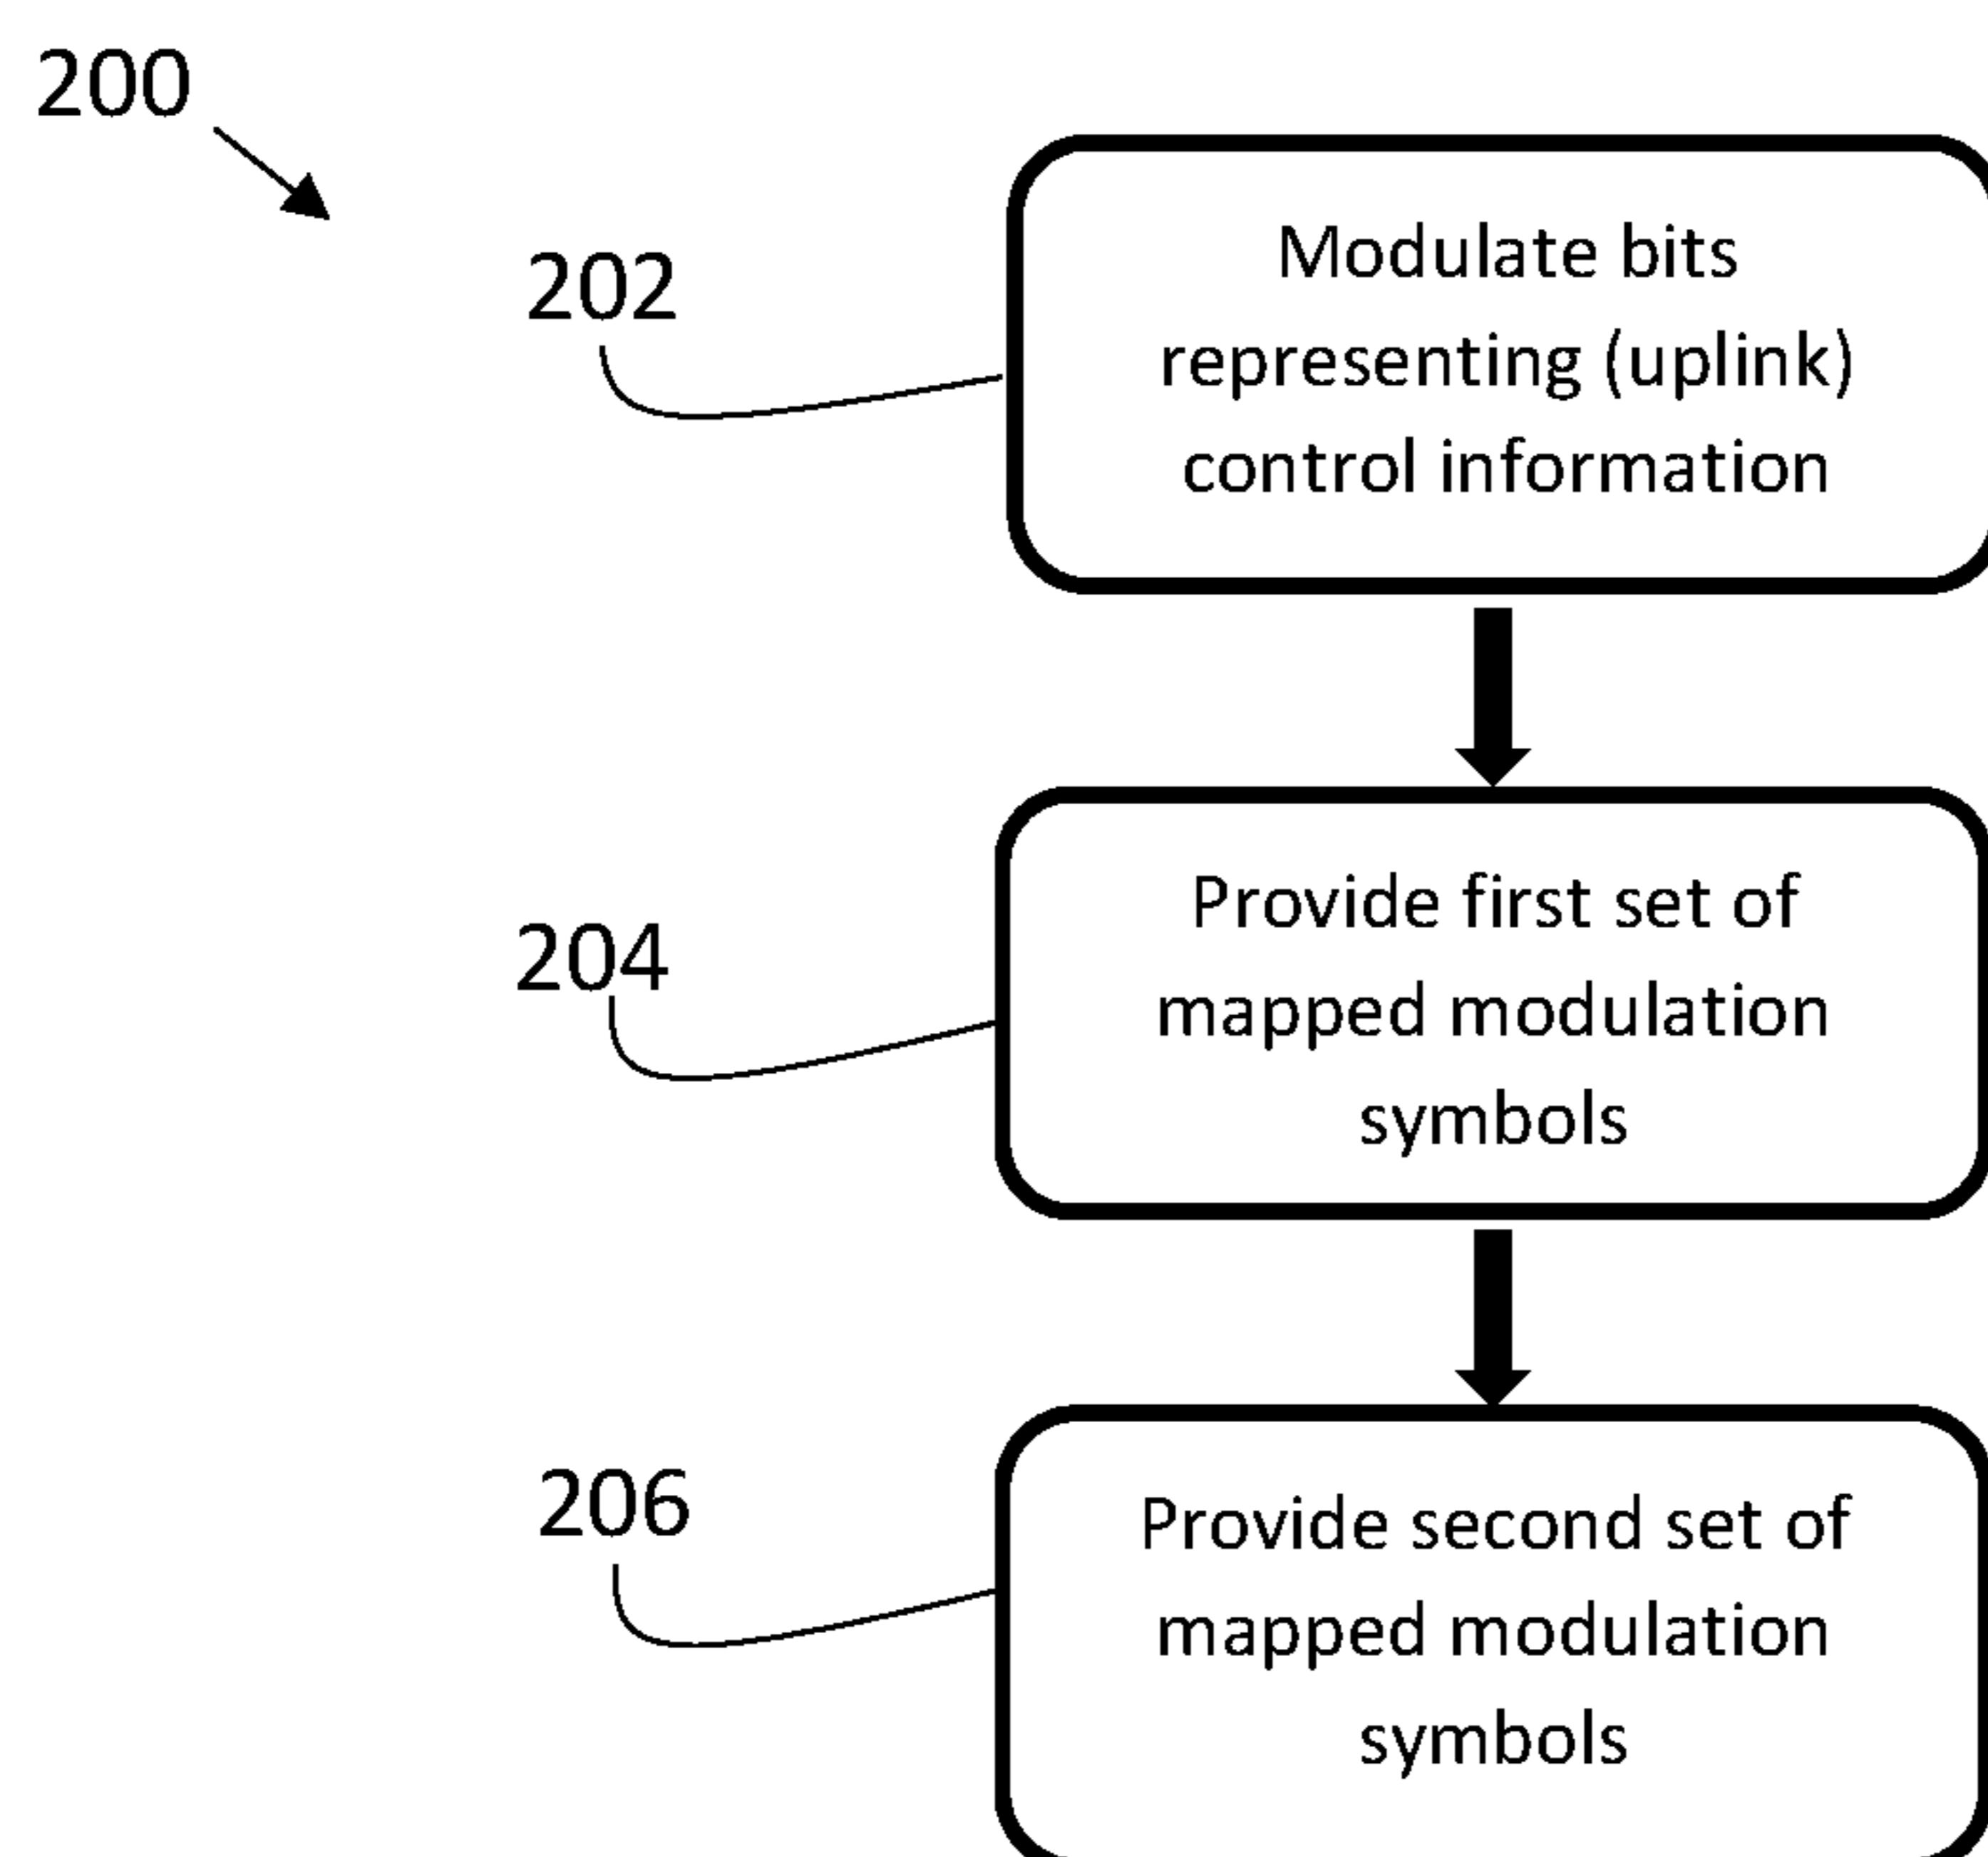 200
202
Modulate bits
representing (uplink)
control information
204
Provide first set of
mapped modulation
symbols
206
Provide second set of
mapped modulation
symbols